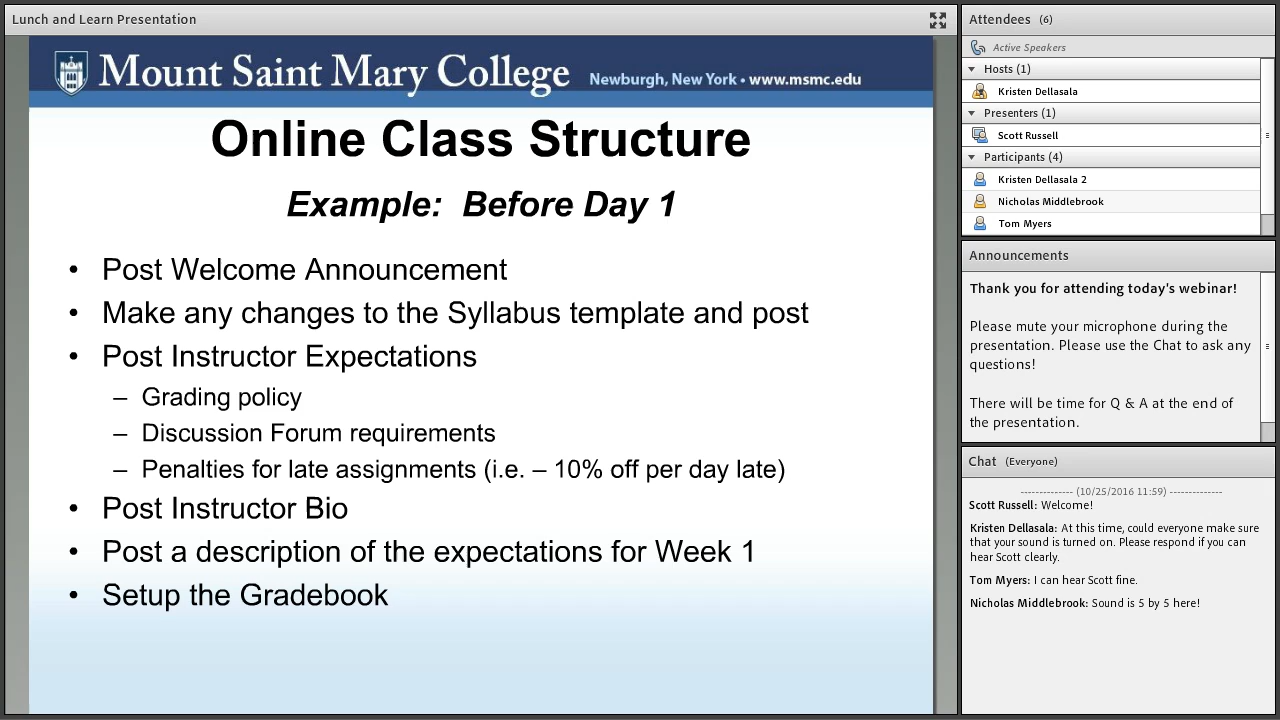 Lunch and Learn Presentation
Mount Saint Mary College Newburgh, New York • www.msmc.edu
Online Class Structure
Example: Before Day 1
• Post Welcome Announcement
• Make any changes to the Syllabus template and post
• Post Instructor Expectations
– Grading policy
– Discussion Forum requirements
– Penalties for late assignments (i.e. – 10% off per day late)
• Post Instructor Bio
• Post a description of the expectations for Week 1
• Setup the Gradebook
Attendees (6)
Active Speakers
Hosts (1)
Kristen Dellasala
Presenters (1)
Scott Russell
Participants (4)
Kristen Dellasala 2
Nicholas Middlebrook
Tom Myers
Announcements
Thank you for attending today's webinar!
Please mute your microphone during the
presentation. Please use the Chat to ask any
questions!
There will be time for Q & A at the end of
the presentation.
Chat (Everyone)
-------------- (10/25/2016 11:59) --------------
Scott Russell: Welcome!
Kristen Dellasala: At this time, could everyone make sure
that your sound is turned on. Please respond if you can
hear Scott clearly.
Tom Myers: I can hear Scott fine.
Nicholas Middlebrook: Sound is 5 by 5 here!